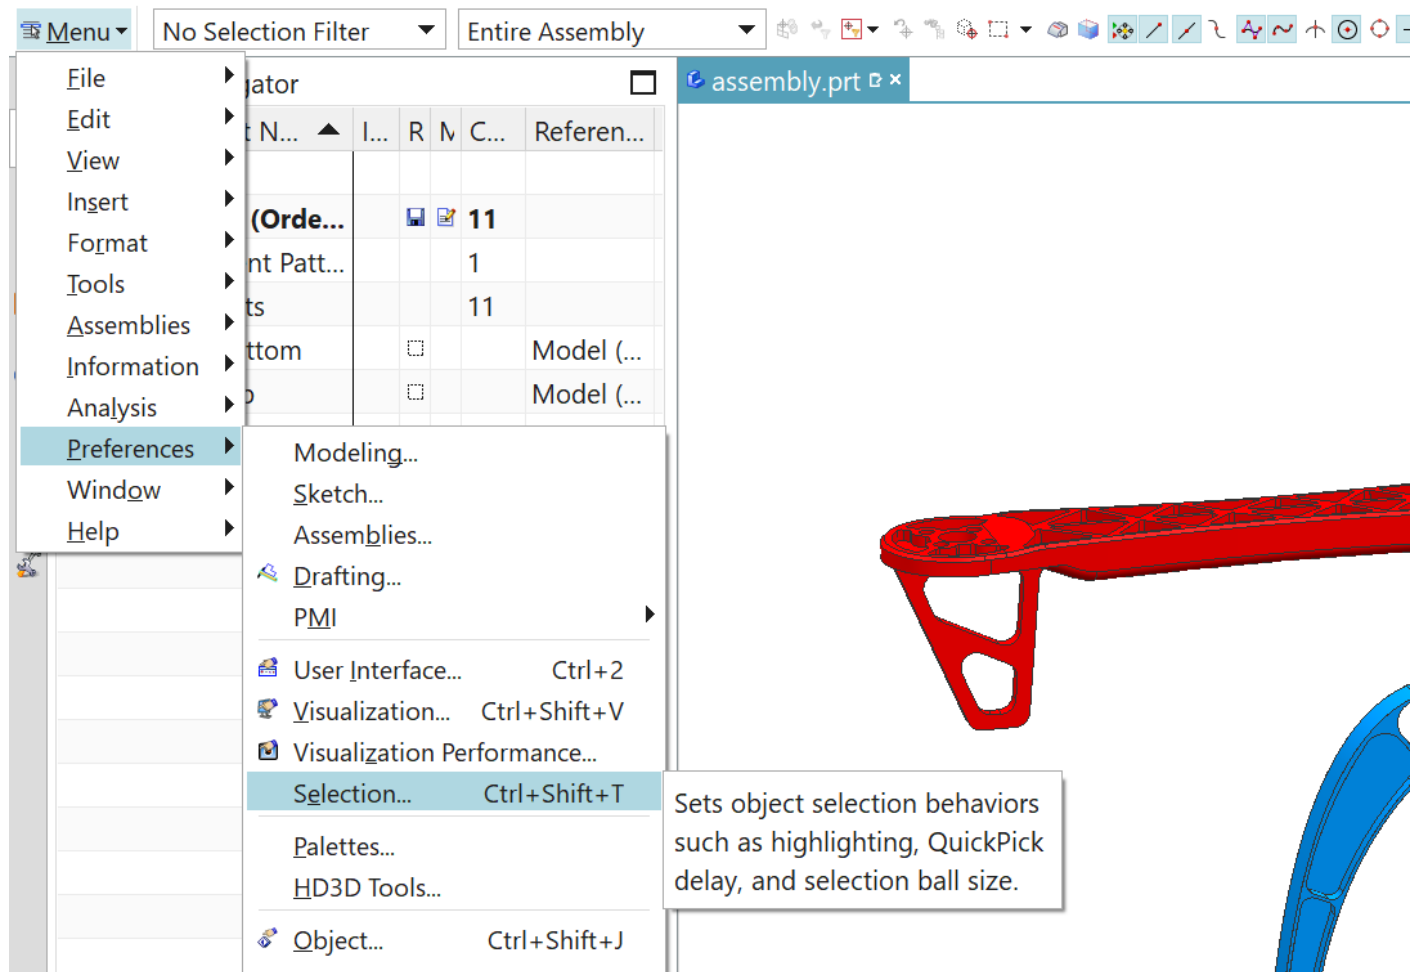 Menu
No Selection Filter
Entire Assembly
File
Edit
View
Insert
Format
Tools
Assemblies
Information
Analysis
Preferences
Window
Help
gator
t N...
I...
R
M
C...
Referen...
(Orde...
11
nt Patt...
1
ts
11
ttom
Model (...
Model (...
assembly.prt
Modeling...
Sketch...
Assemblies...
Drafting...
PMI
User Interface... Ctrl+2
Visualization... Ctrl+Shift+V
Visualization Performance...
Selection... Ctrl+Shift+T
Palettes...
HD3D Tools...
Object... Ctrl+Shift+J
Sets object selection behaviors
such as highlighting, QuickPick
delay, and selection ball size.